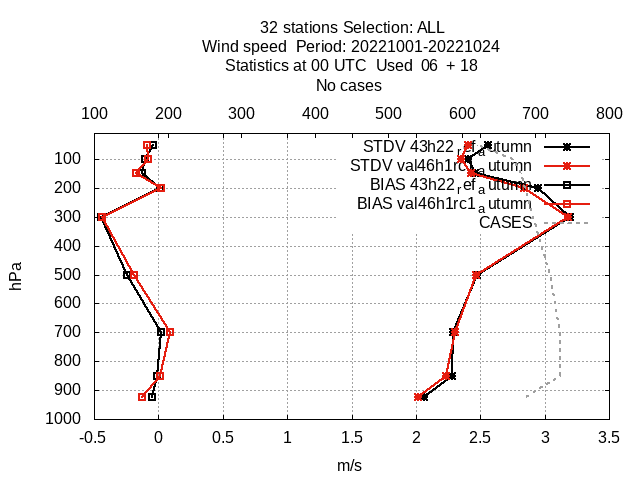 32 stations Selection: ALL
Wind speed  Period: 20221001-20221024
Statistics at 00 UTC  Used  06  + 18
No cases
100 200 300 400 500 600 700 800
STDV 43h22_ref_autumn
STDV val46h1rc1_autumn
BIAS 43h22_ref_autumn
BIAS val46h1rc1_autumn
CASES
100
200
300
400
500
600
700
800
900
1000
hPa
-0.5 0 0.5 1 1.5 2 2.5 3 3.5
m/s